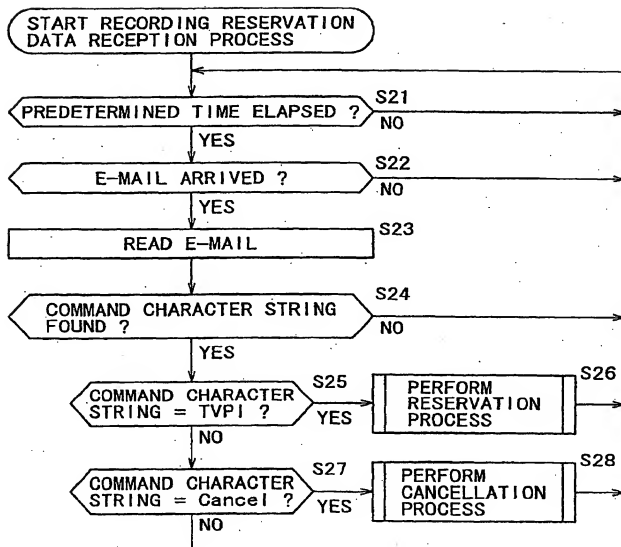 START RECORDING RESERVATION
DATA RECEPTION PROCESS
S21
PREDETERMINED TIME ELAPSED ?
NO
YES
S22
E-MAIL ARRIVED ?
NO
YES
S23
READ E-MAIL
S24
COMMAND CHARACTER STRING
FOUND ?
NO
YES
S25
COMMAND CHARACTER
STRING = TVPI ?
YES
NO
S26
PERFORM
RESERVATION
PROCESS
S27
COMMAND CHARACTER
STRING = Cancel ?
YES
NO
S28
PERFORM
CANCELLATION
PROCESS